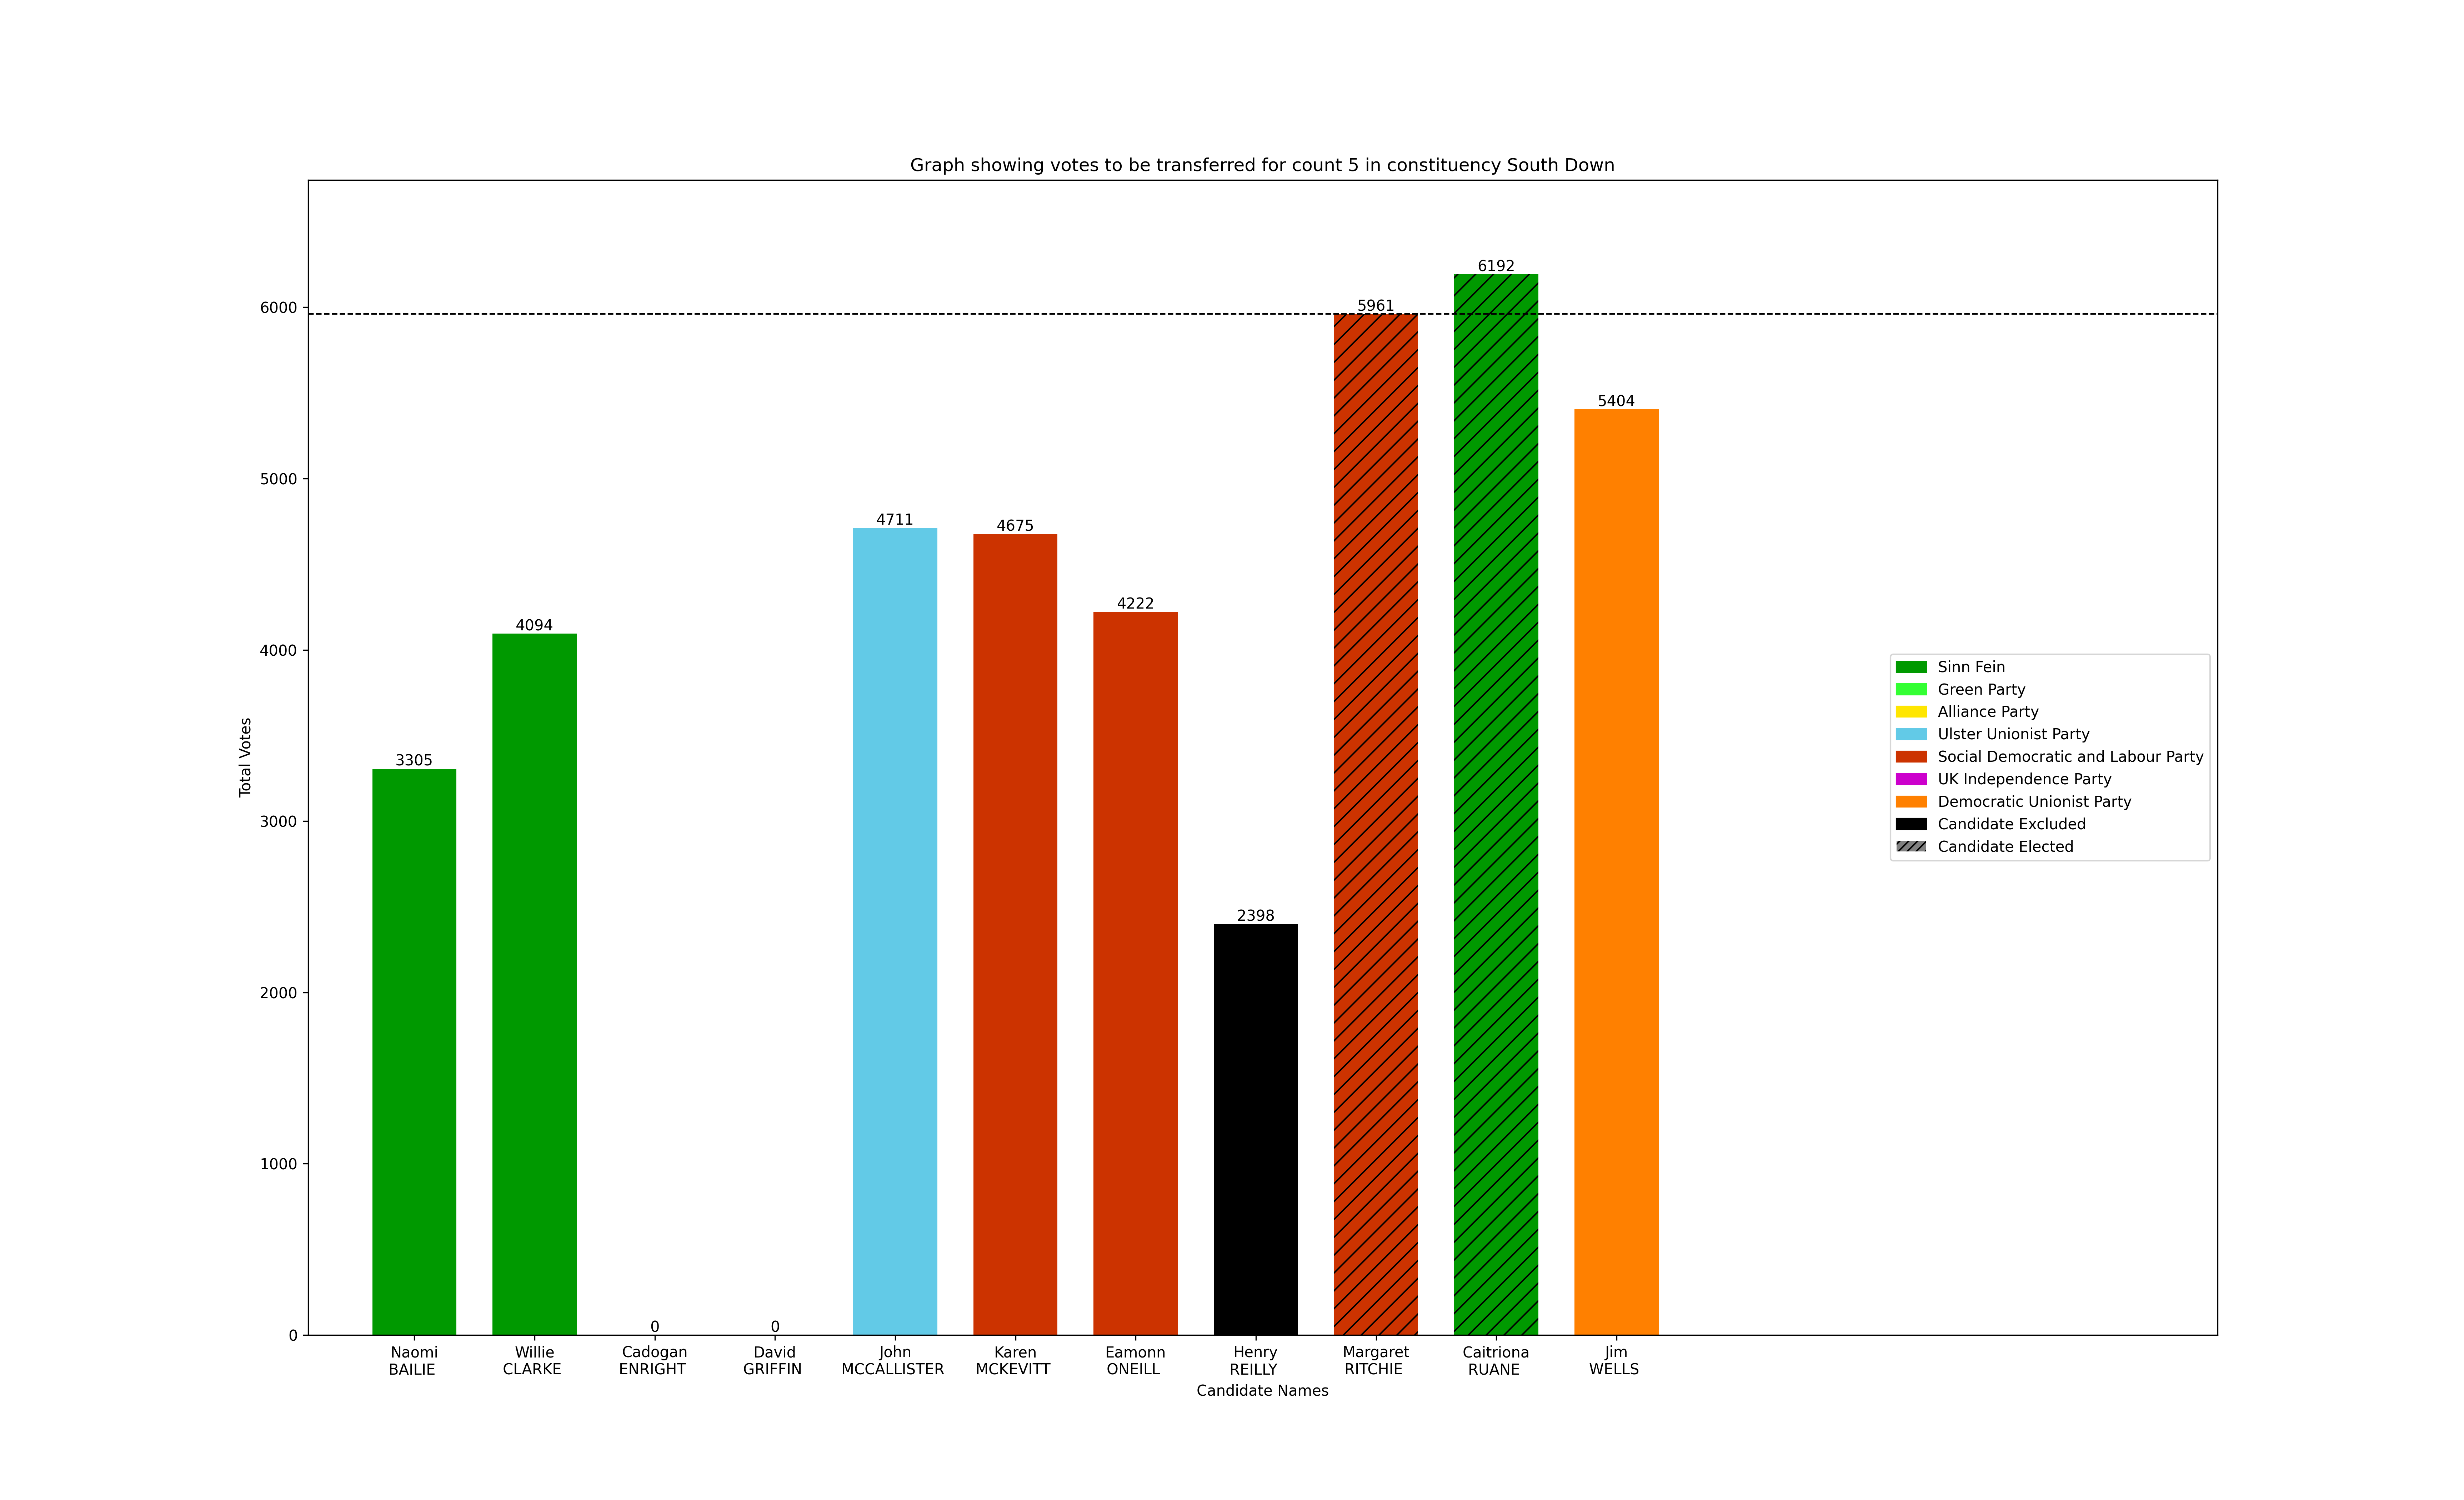 Graph showing votes to be transferred for count 5 in constituency South Down
6192
5961
6000
5404
5000
4711
4675
4222
4094
4000
3305
3000
2398
2000
1000
0
0
0
Total Votes
Sinn Fein
Green Party
Alliance Party
Ulster Unionist Party
Social Democratic and Labour Party
UK Independence Party
Democratic Unionist Party
Candidate Excluded
Candidate Elected
Naomi
BAILIE
Willie
CLARKE
Cadogan
ENRIGHT
David
GRIFFIN
John
MCCALLISTER
Karen
MCKEVITT
Eamonn
ONEILL
Henry
REILLY
Margaret
RITCHIE
Caitriona
RUANE
Jim
WELLS
Candidate Names